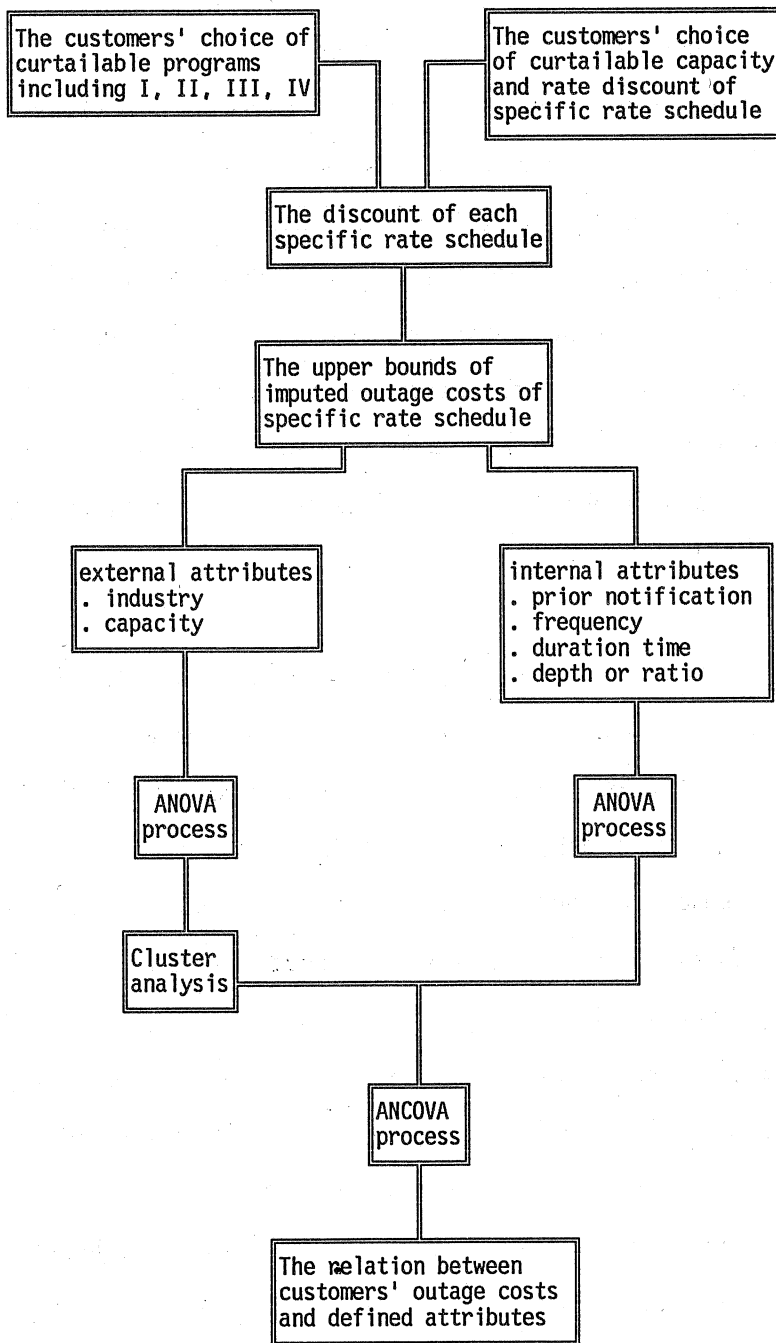 The customers' choice of
curtailable programs
including I, II, III, IV
The customers' choice
of curtailable capacity
and rate discount of
specific rate schedule
The discount of each
specific rate schedule
The upper bounds of
imputed outage costs of
specific rate schedule
external attributes
. industry
. capacity
internal attributes
. prior notification
. frequency
. duration time
. depth or ratio
ANOVA
process
ANOVA
process
Cluster
analysis
ANCOVA
process
The relation between
customers' outage costs
and defined attributes